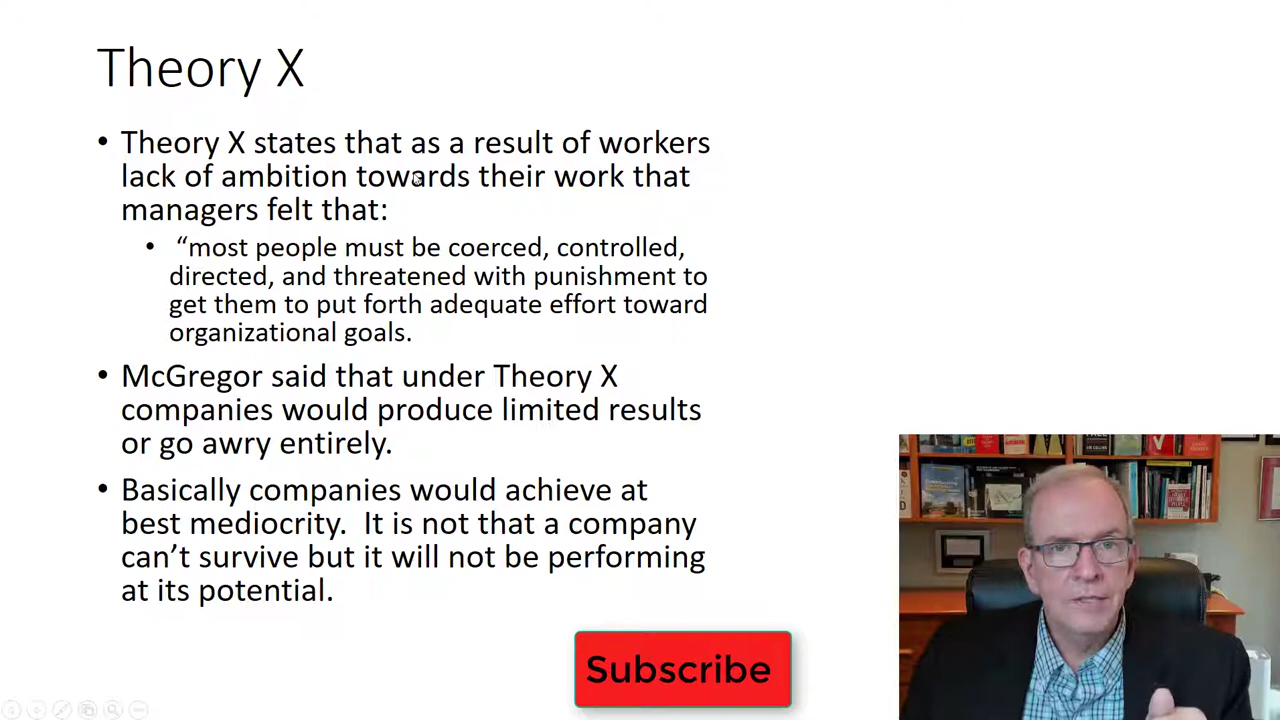 Theory X
• Theory X states that as a result of workers
lack of ambition towards their work that
managers felt that:
• “most people must be coerced, controlled,
directed, and threatened with punishment to
get them to put forth adequate effort toward
organizational goals.
• McGregor said that under Theory X
companies would produce limited results
or go awry entirely.
• Basically companies would achieve at
best mediocrity.  It is not that a company
can’t survive but it will not be performing
at its potential.
Subscribe